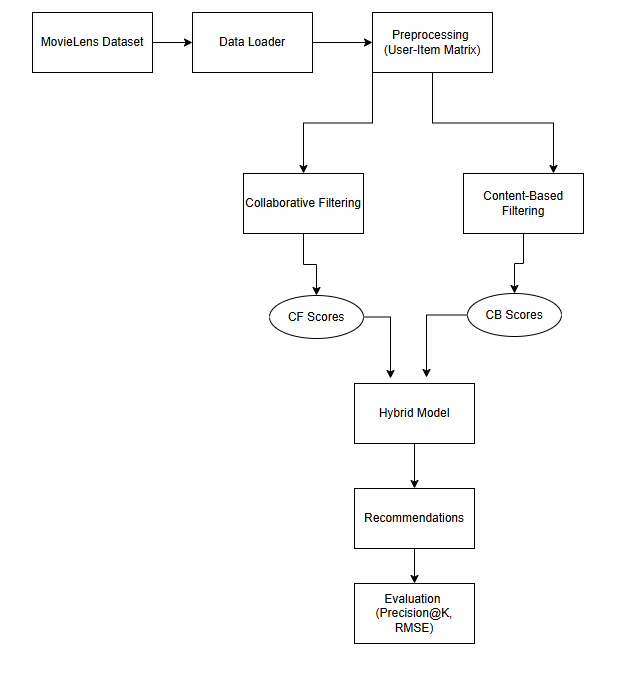 MovieLens Dataset
Data Loader
Preprocessing
(User-Item Matrix)
Collaborative Filtering
Content-Based
Filtering
CF Scores
CB Scores
Hybrid Model
Recommendations
Evaluation
(Precision@K,
RMSE)